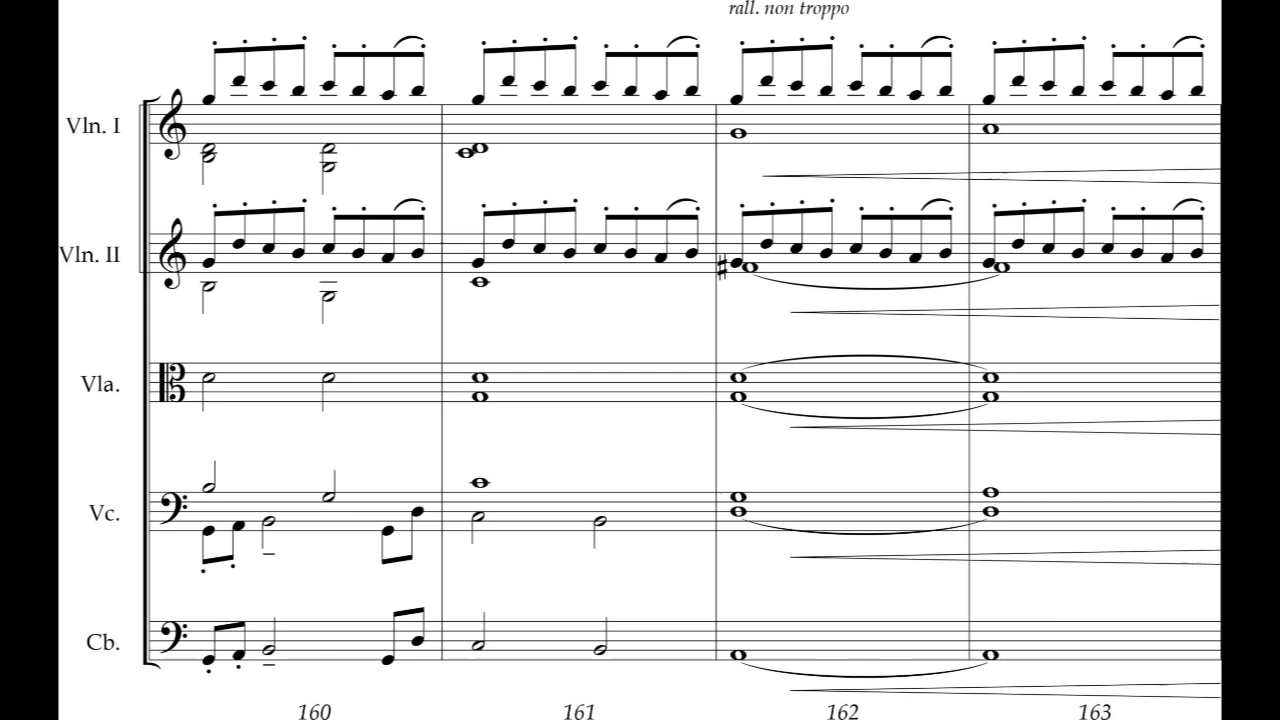 rall. non troppo
Vln. I
Vln. II
Vla.
Vc.
Cb.
160 161 162 163